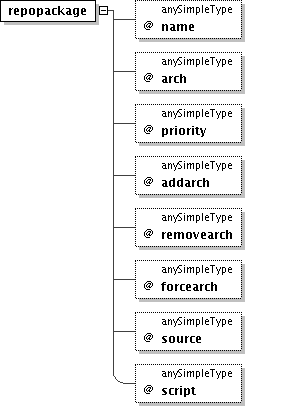 repopackage
anySimpleType
@ name
anySimpleType
@ arch
anySimpleType
@ priority
anySimpleType
@ addarch
anySimpleType
@ removearch
anySimpleType
@ forcearch
anySimpleType
@ source
anySimpleType
@ script